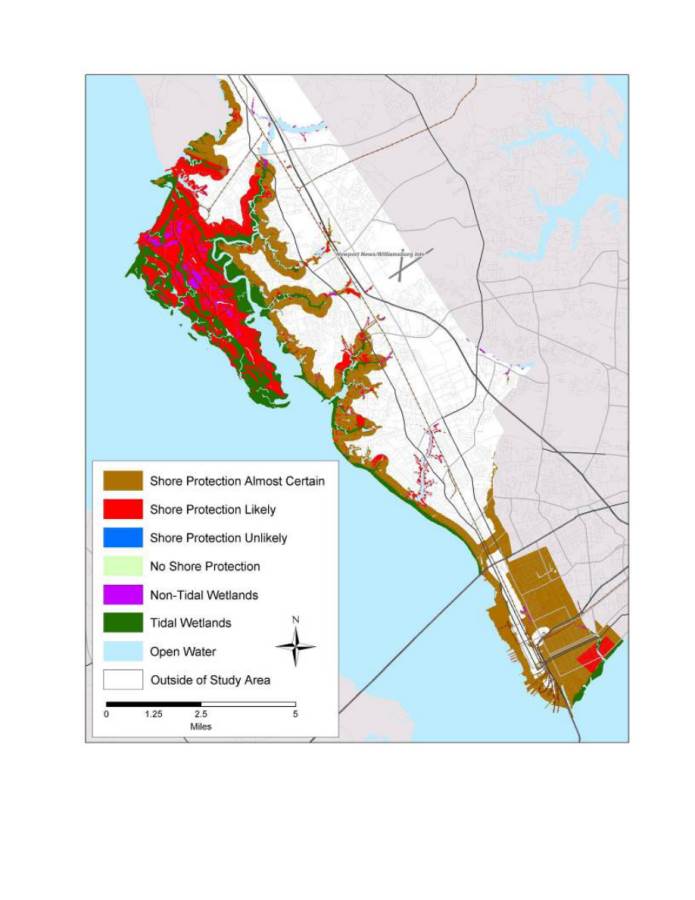 Newport News/Williamsburg Intl
Shore Protection Almost Certain
Shore Protection Likely
Shore Protection Unlikely
No Shore Protection
Non-Tidal Wetlands
Tidal Wetlands
N
Open Water
Outside of Study Area
0 1.25 2.5 5
Miles